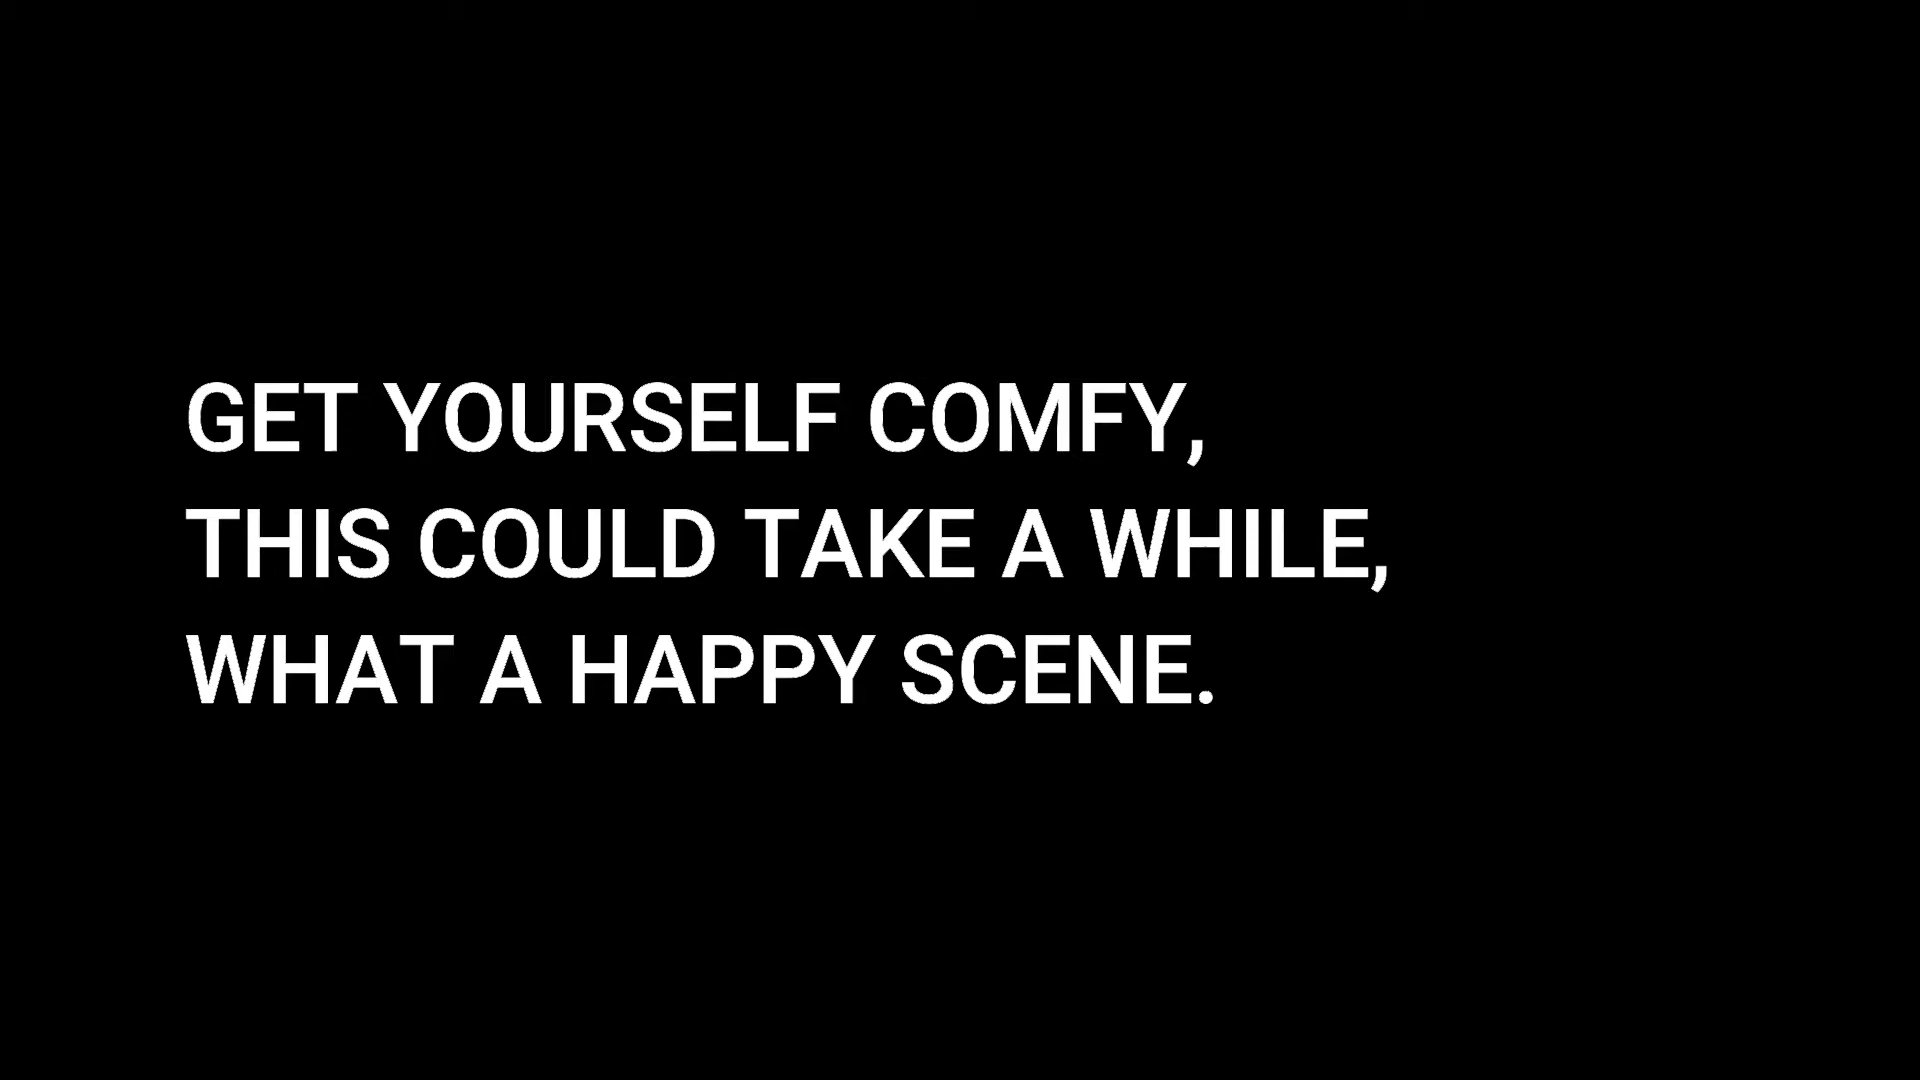 GET YOURSELF COMFY,
THIS COULD TAKE A WHILE,
WHAT A HAPPY SCENE.